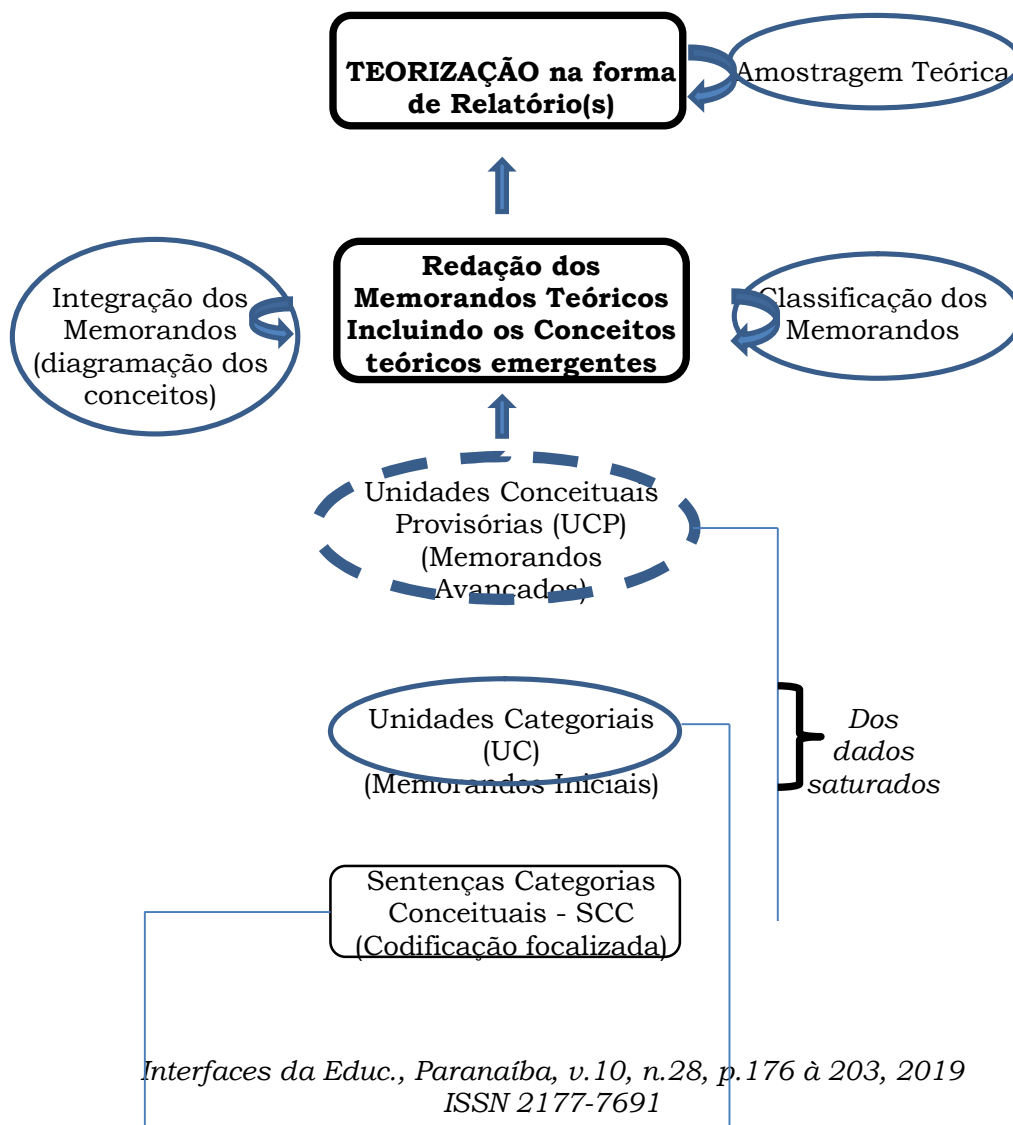 TEORIZAÇÃO na forma
de Relatório(s)
Amostragem Teórica
Redação dos
Memorandos Teóricos
Incluindo os Conceitos
teóricos emergentes
Integração dos
Memorandos
(diagramação dos
conceitos)
Classificação dos
Memorandos
Unidades Conceituais
Provisórias (UCP)
(Memorandos
Avançados)
Unidades Categoriais
(UC)
(Memorandos Iniciais)
Dos
dados
saturados
Sentenças Categorias
Conceituais - SCC
(Codificação focalizada)
Interfaces da Educ., Paranaíba, v.10, n.28, p.176 à 203, 2019
ISSN 2177-7691